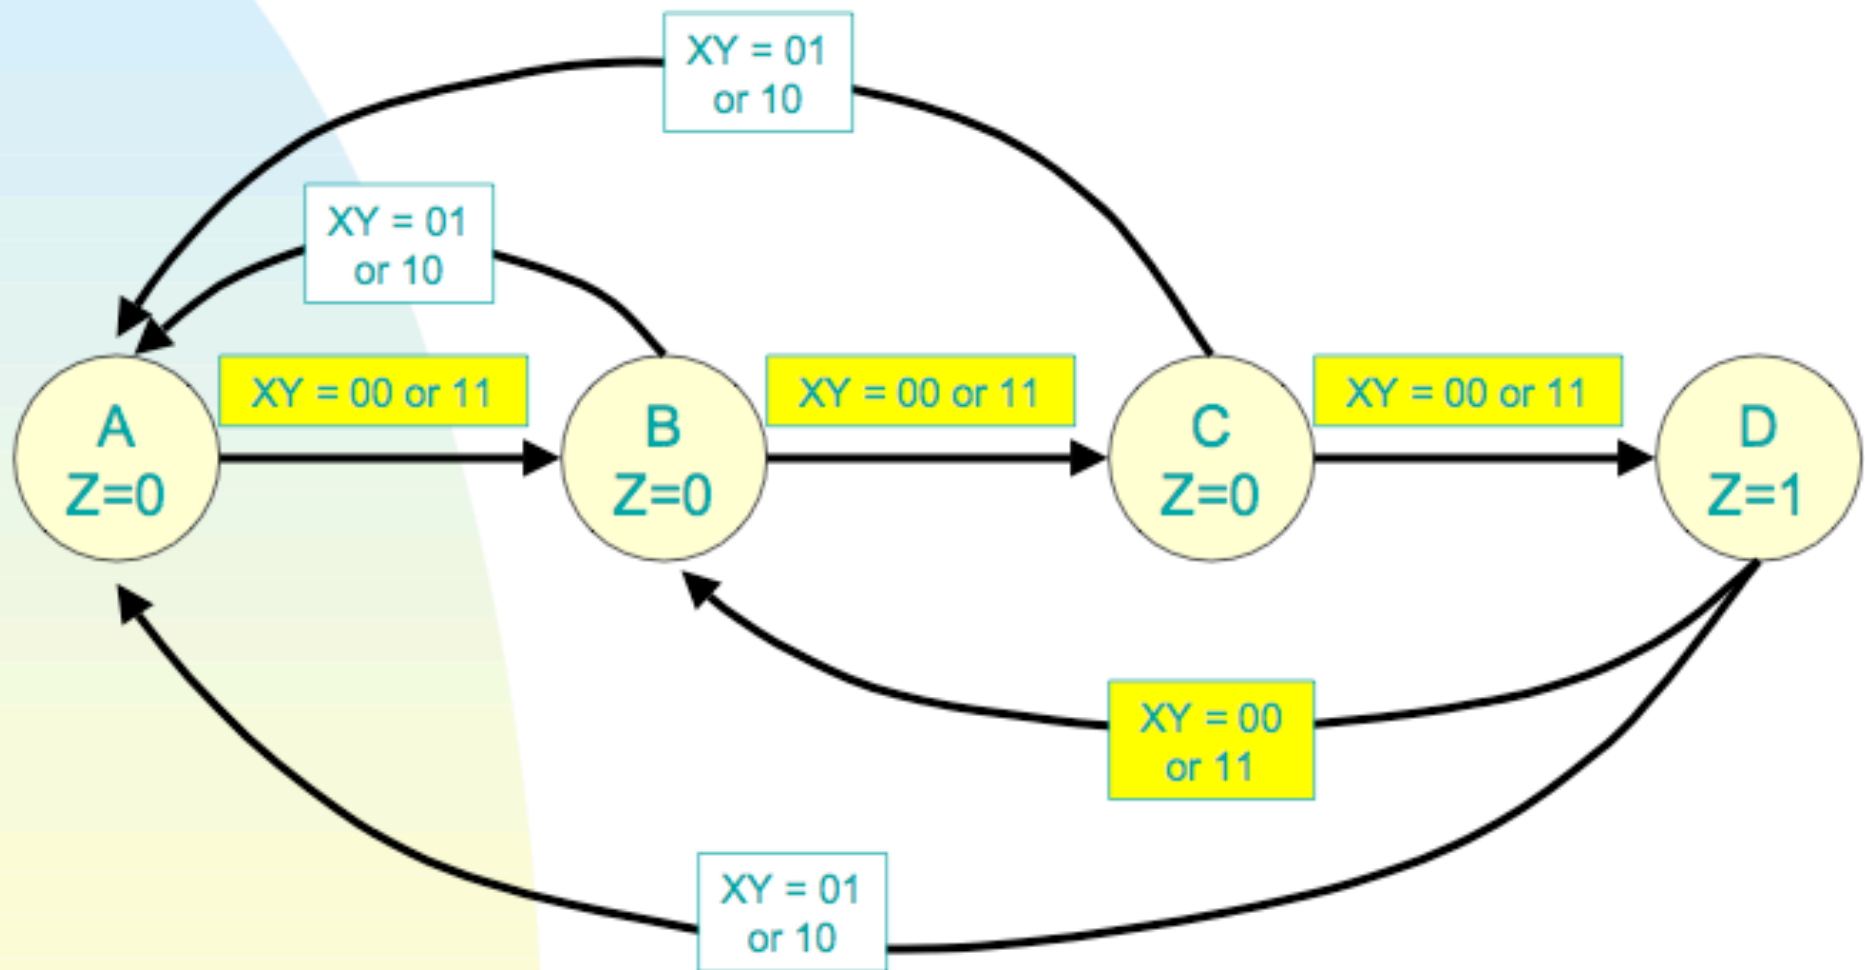 XY = 01
or 10
XY = 01
or 10
A
Z=0
XY = 00 or 11
B
Z=0
XY = 00 or 11
C
Z=0
XY = 00 or 11
D
Z=1
XY = 00
or 11
XY = 01
or 10